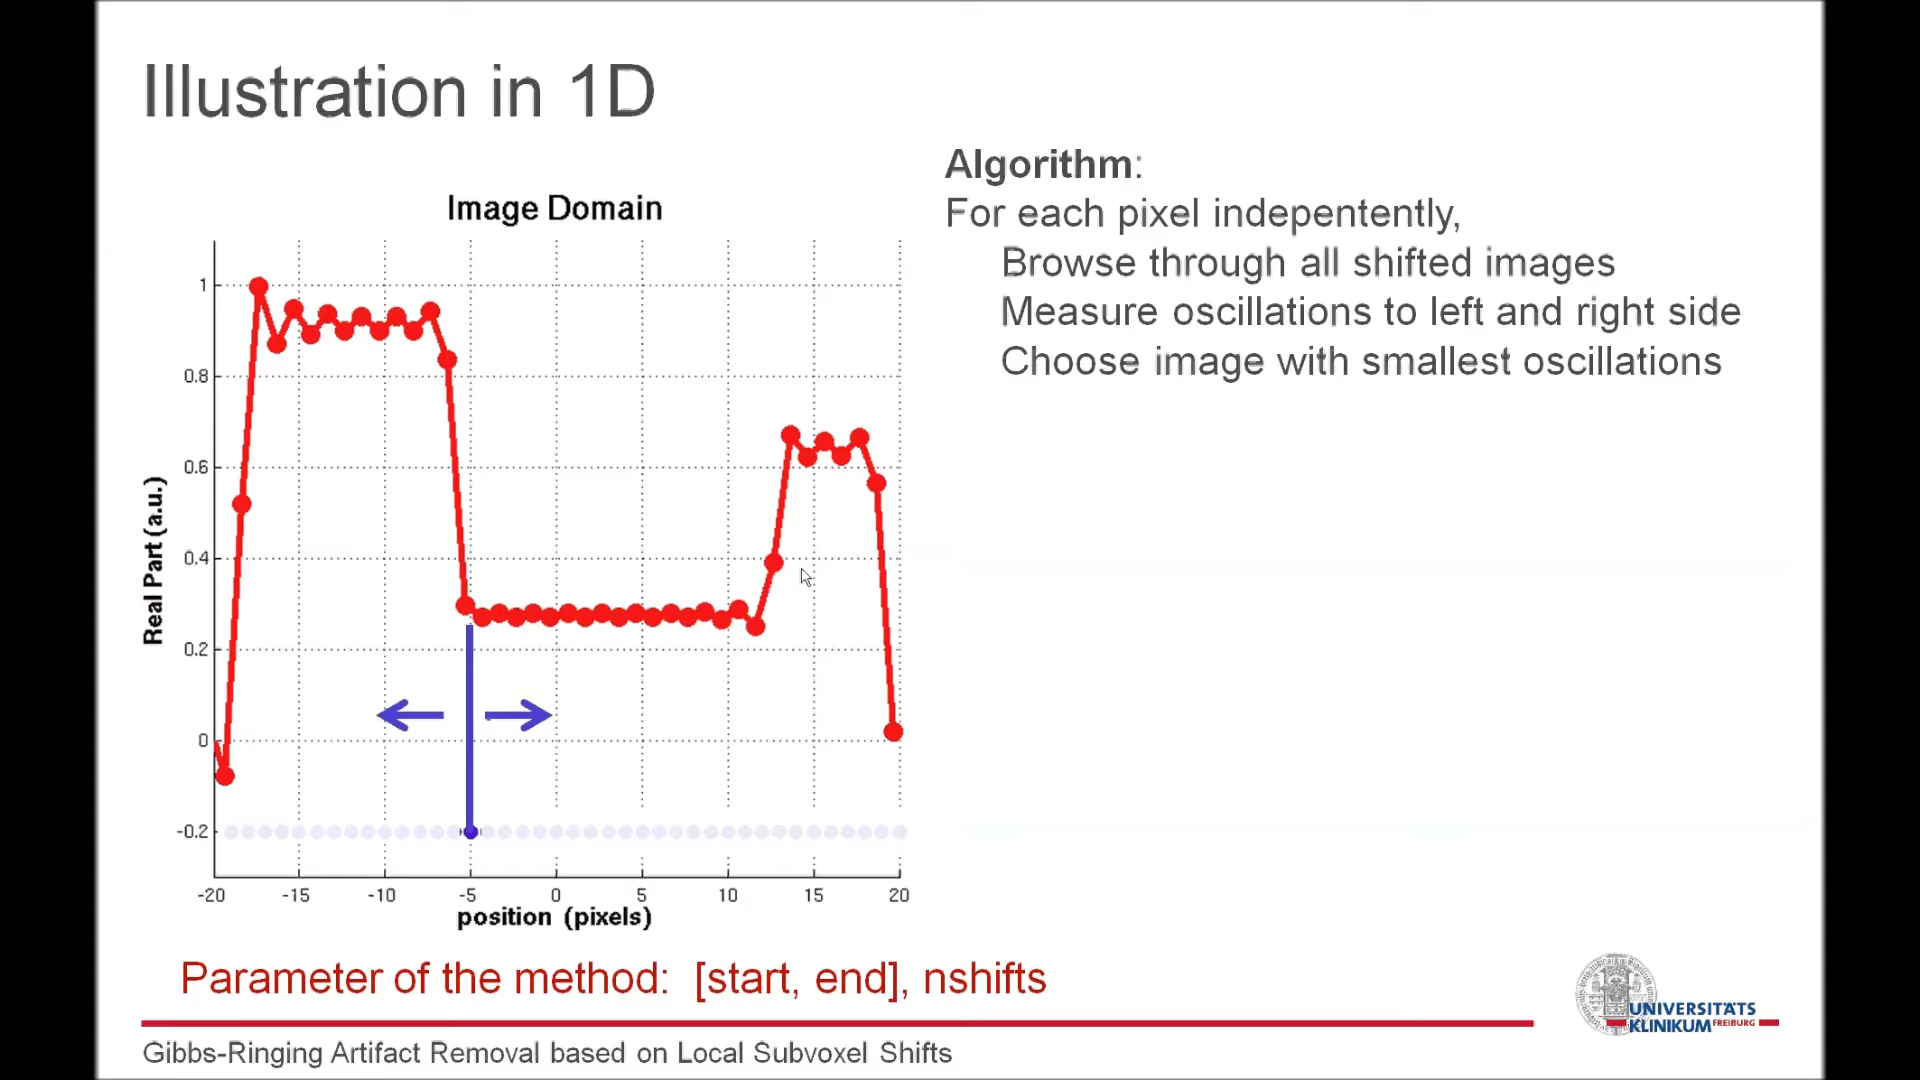 Illustration in 1D
Algorithm:
For each pixel indepentently,
Browse through all shifted images
Measure oscillations to left and right side
Choose image with smallest oscillations
Image Domain
Real Part (a.u.)
1
0.8
0.6
0.4
0.2
0
-0.2
-20 -15 -10 -5 0 5 10 15 20
position (pixels)
Parameter of the method: [start, end], nshifts
UNIVERSITÄTS
KLINIKUM FREIBURG
Gibbs-Ringing Artifact Removal based on Local Subvoxel Shifts